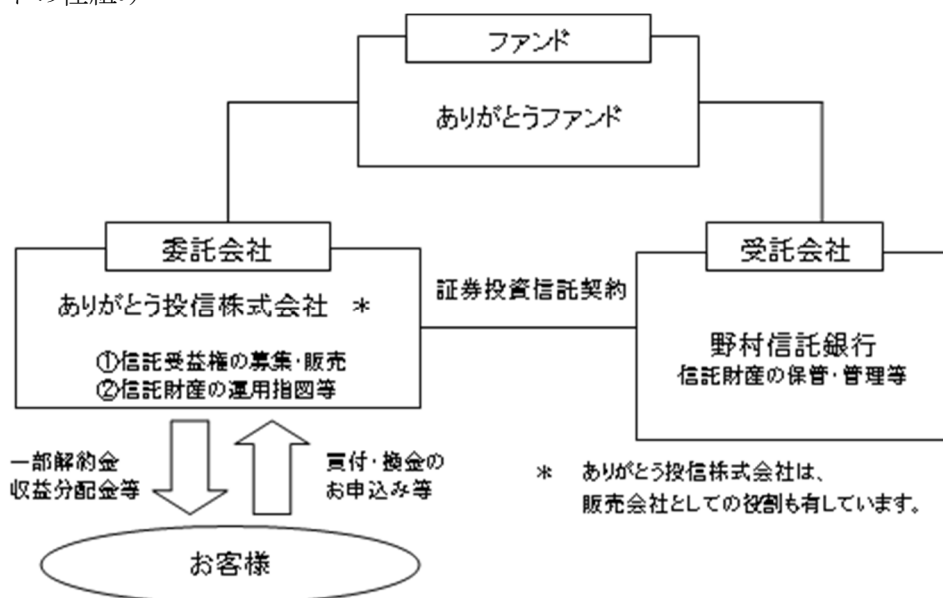 ファンド
ありがとうファンド
委託会社
ありがとう投信株式会社 *
①信託受益権の募集・販売
②信託財産の運用指図等
証券投資信託契約
受託会社
野村信託銀行
信託財産の保管・管理等
一部解約金
収益分配金等
買付・換金の
お申込み等
* ありがとう投信株式会社は、
販売会社としての役割も有しています。
お客様